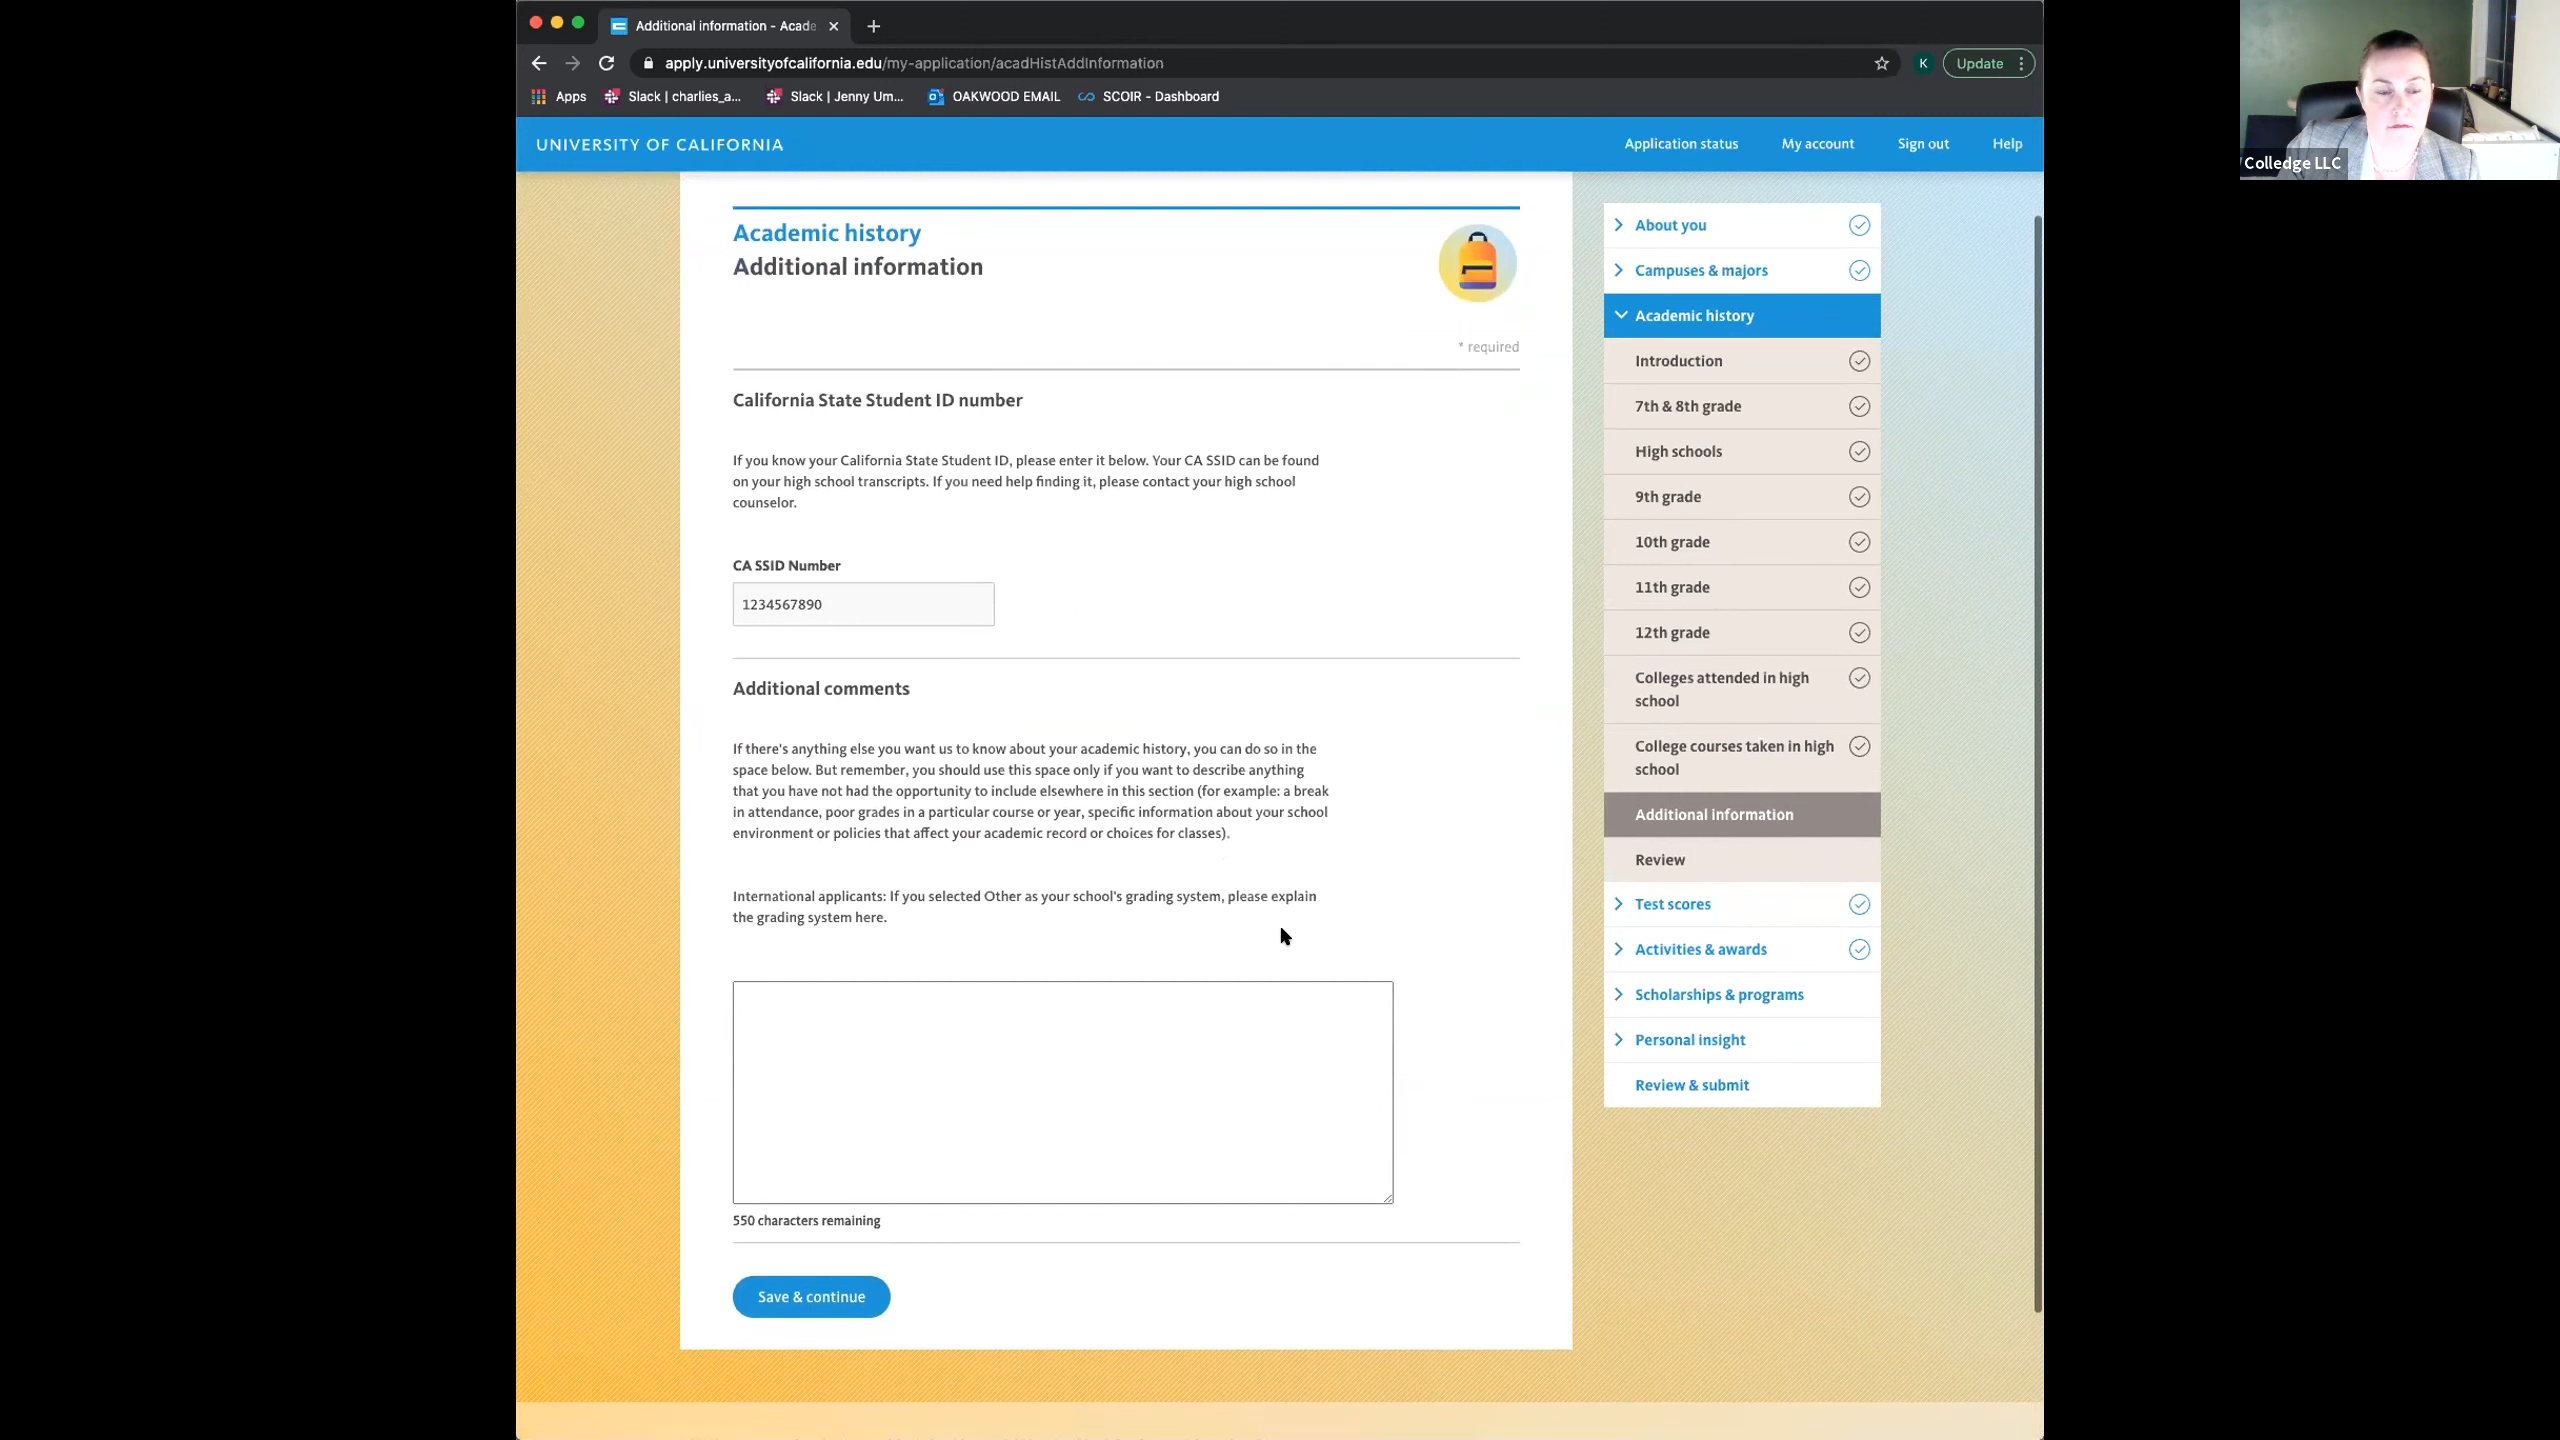 Additional information - Acade
apply.universityofcalifornia.edu/my-application/acadHistAddInformation
K
Update
Apps
Slack | charlies_a...
Slack | Jenny Um...
OAKWOOD EMAIL
SCOIR - Dashboard
UNIVERSITY OF CALIFORNIA
Application status
My account
Sign out
Help
Colledge LLC
Academic history
Additional information
* required
California State Student ID number
If you know your California State Student ID, please enter it below. Your CA SSID can be found
on your high school transcripts. If you need help finding it, please contact your high school
counselor.
CA SSID Number
1234567890
Additional comments
If there's anything else you want us to know about your academic history, you can do so in the
space below. But remember, you should use this space only if you want to describe anything
that you have not had the opportunity to include elsewhere in this section (for example: a break
in attendance, poor grades in a particular course or year, specific information about your school
environment or policies that affect your academic record or choices for classes).
International applicants: If you selected Other as your school's grading system, please explain
the grading system here.
550 characters remaining
Save & continue
About you
Campuses & majors
Academic history
Introduction
7th & 8th grade
High schools
9th grade
10th grade
11th grade
12th grade
Colleges attended in high
school
College courses taken in high
school
Additional information
Review
Test scores
Activities & awards
Scholarships & programs
Personal insight
Review & submit